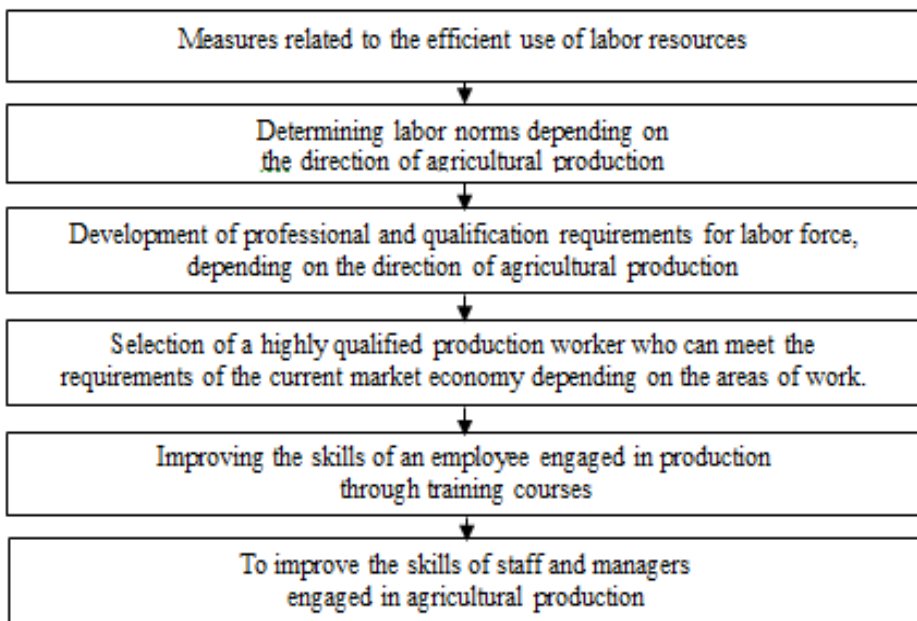 Measures related to the efficient use of labor resources
Determining labor norms depending on
the direction of agricultural production
Development of professional and qualification requirements for labor force,
depending on the direction of agricultural production
Selection of a highly qualified production worker who can meet the
requirements of the current market economy depending on the areas of work.
Improving the skills of an employee engaged in production
through training courses
To improve the skills of staff and managers
engaged in agricultural production